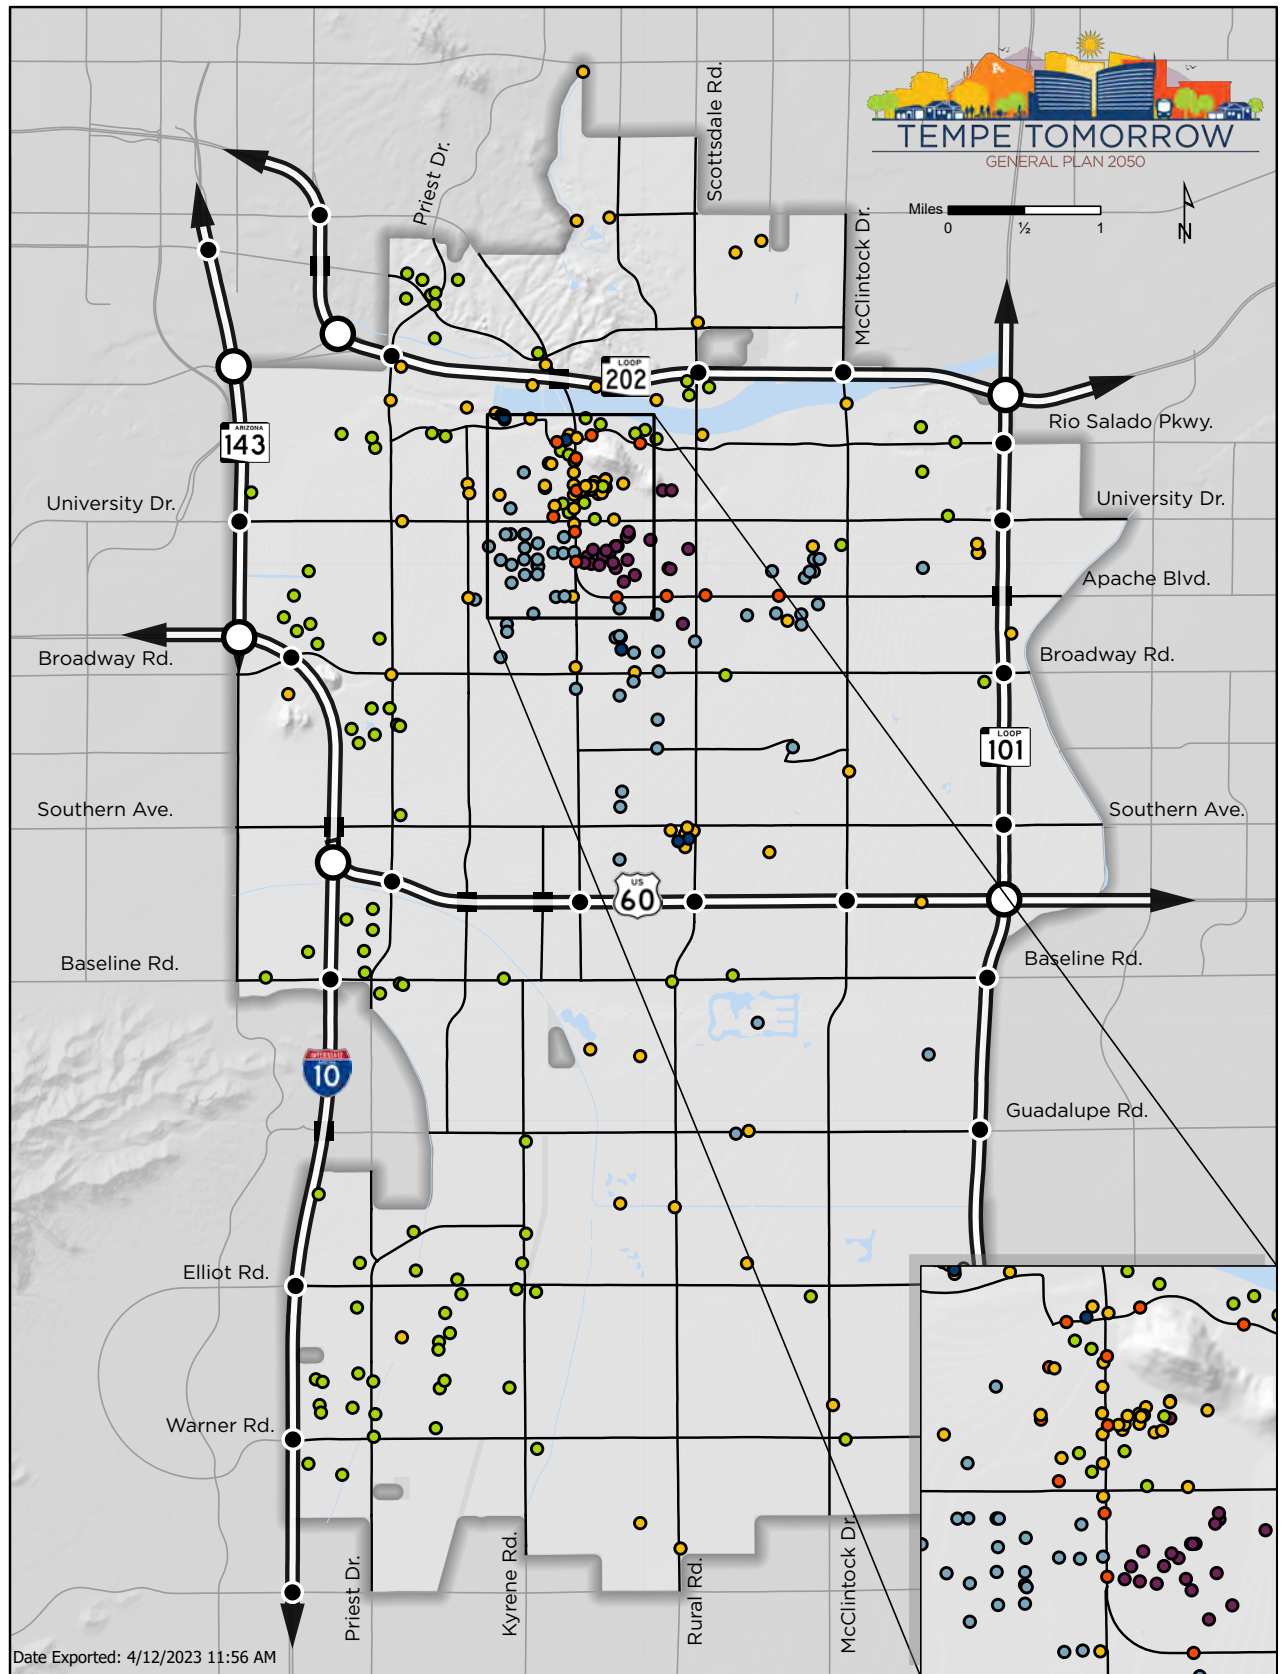 Scottsdale Rd.
Priest Dr.
McClintock Dr.
TEMPE TOMORROW
GENERAL PLAN 2050
Miles
0 ½ 1
N
LOOP
202
ARIZONA
143
Rio Salado Pkwy.
University Dr.
University Dr.
Apache Blvd.
Broadway Rd.
Broadway Rd.
LOOP
101
Southern Ave.
Southern Ave.
US
60
Baseline Rd.
Baseline Rd.
INTERSTATE
ARIZONA
10
Guadalupe Rd.
Elliot Rd.
Warner Rd.
Priest Dr.
Kyrene Rd.
Rural Rd.
McClintock Dr.
Date Exported: 4/12/2023 11:56 AM